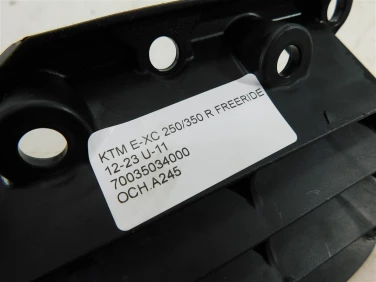 KTM E-XC 250/350 R FREERIDE
12-23 U-11
70035034000
OCH.A245